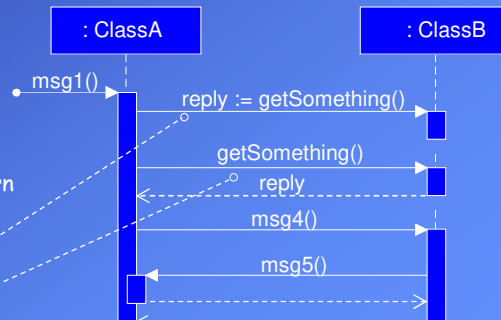 : ClassA
: ClassB
msg1()
reply := getSomething()
getSomething()
reply
msg4()
msg5()